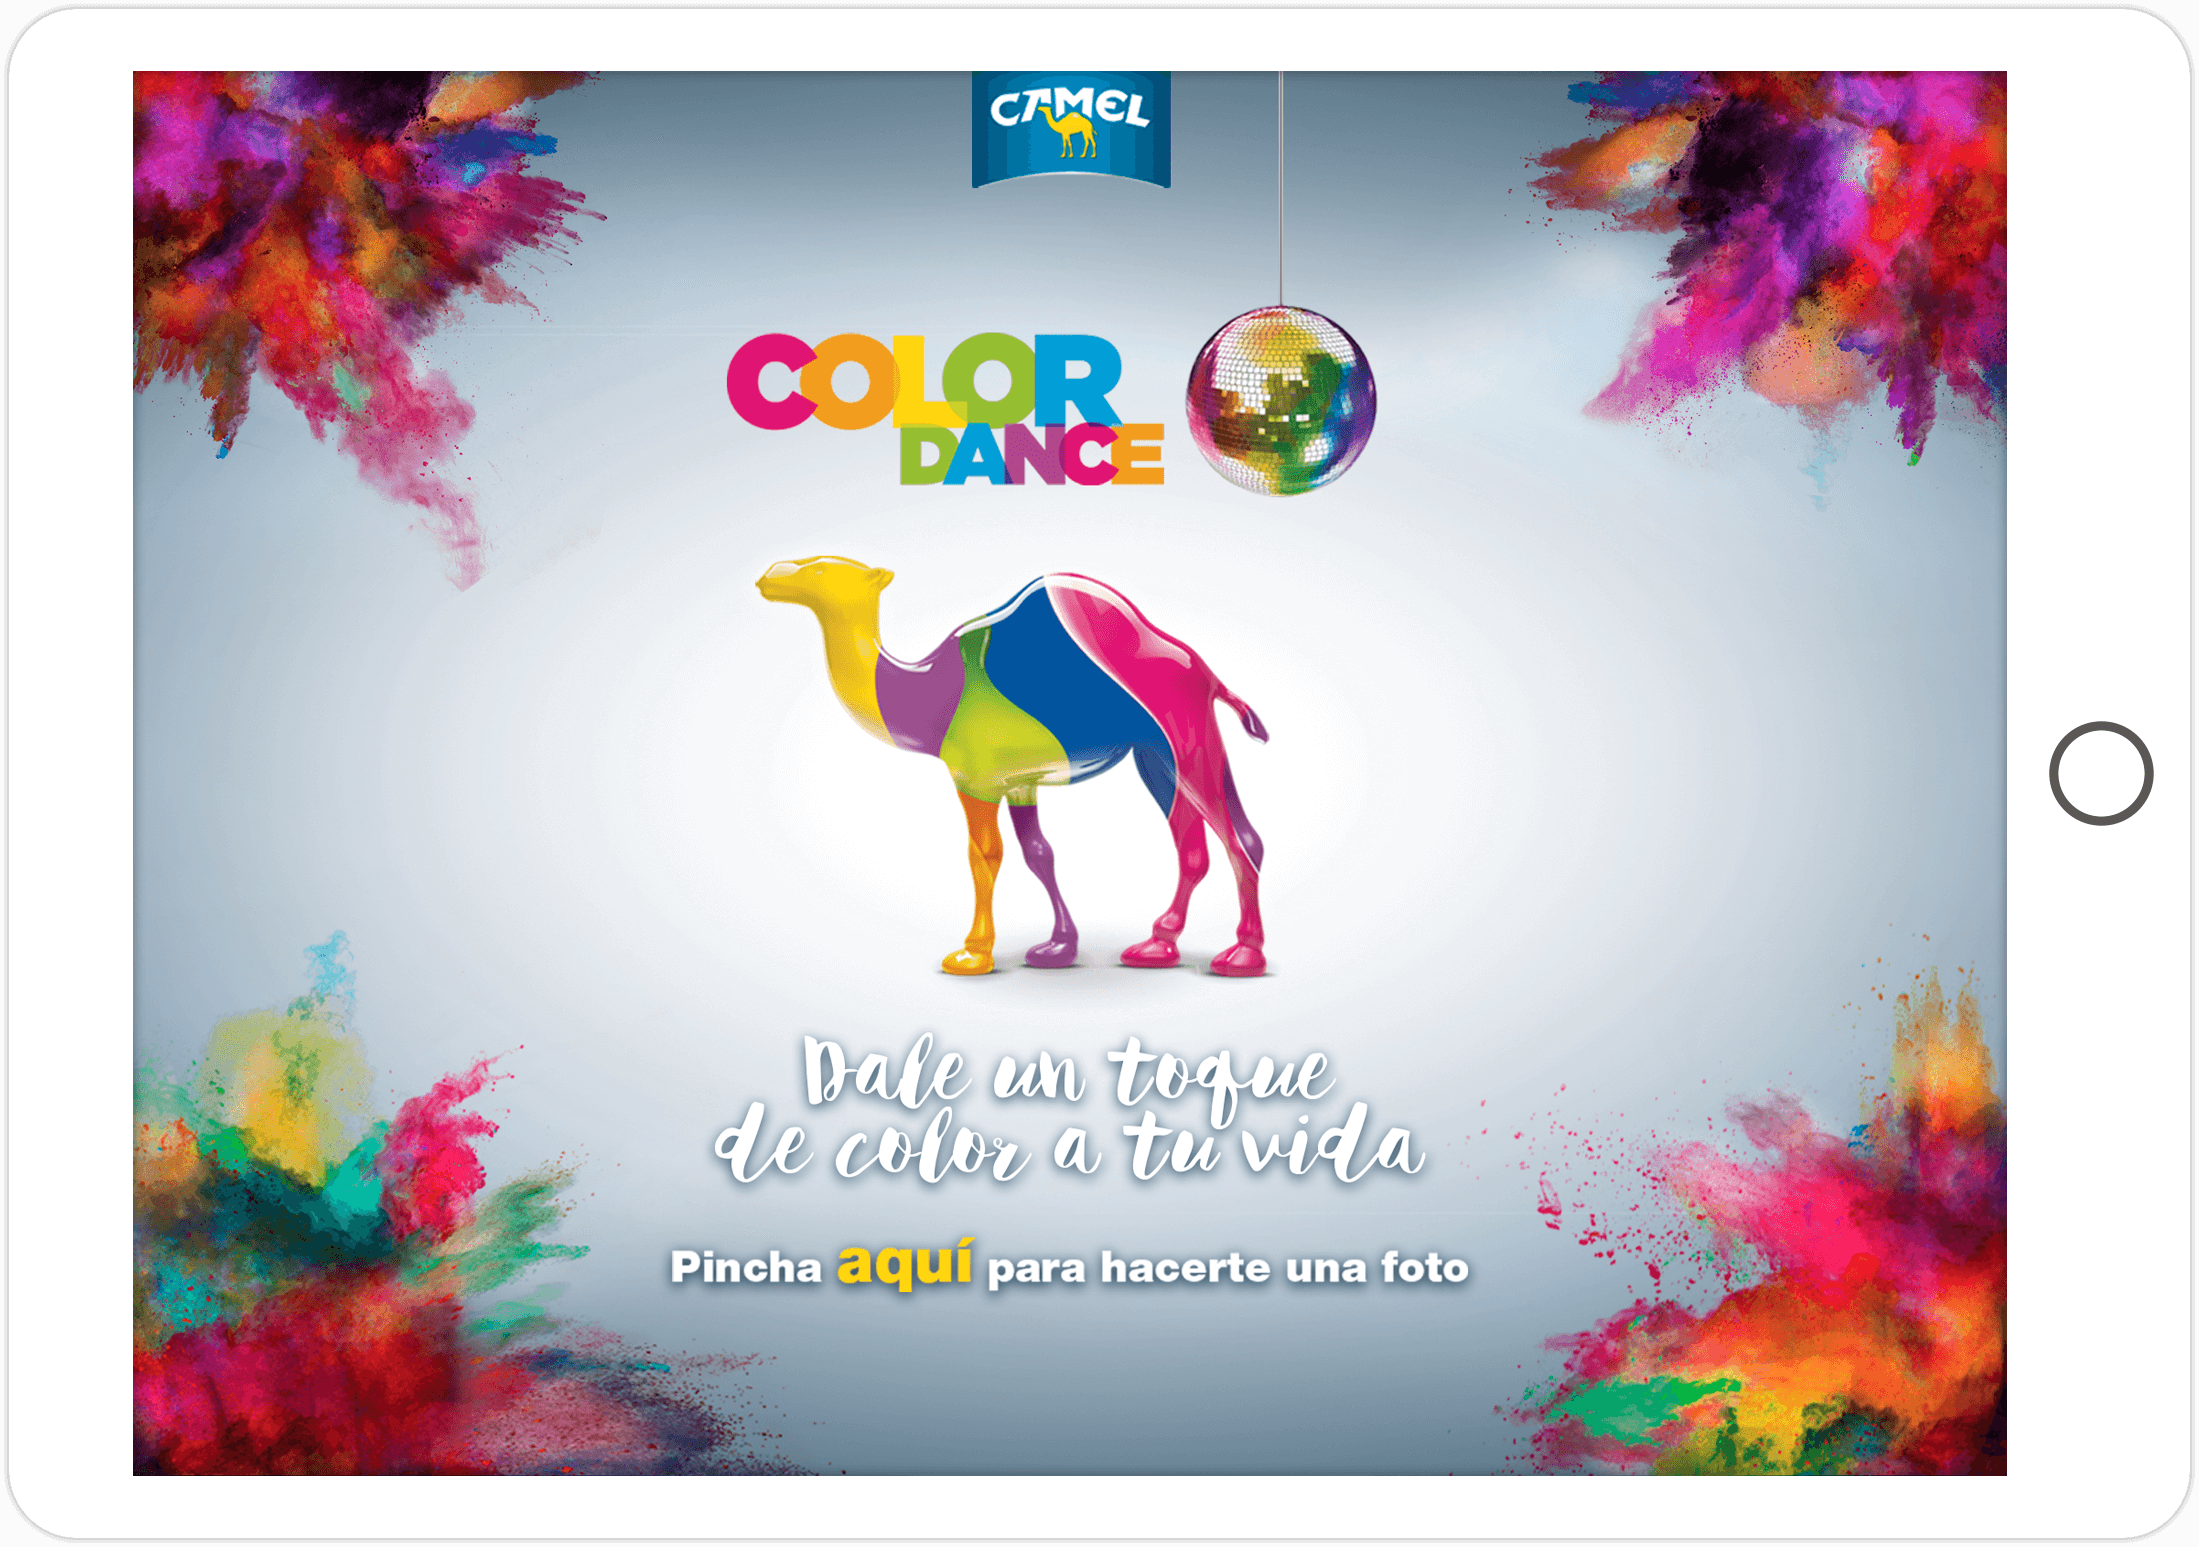 CAMEL
COLOR
DANCE
Dale un toque
de color a tu vida
Pincha aquí para hacerte una foto